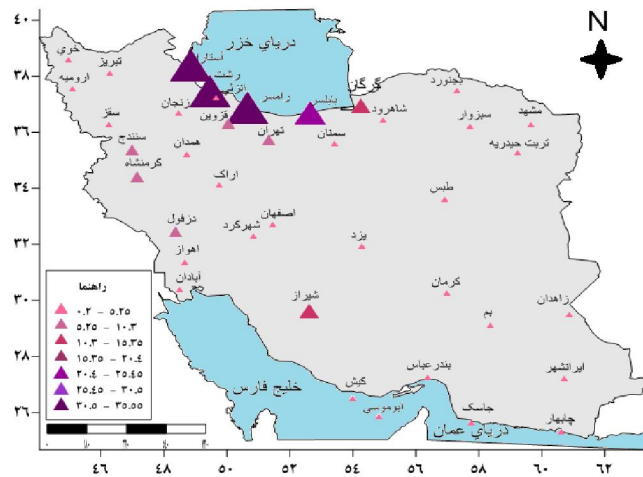 ۴۰
N
دریای خزر
آستارا
خوی
تبریز
۳۸
رشت
ارومیه
انزلی
گرگان
بجنورد
رامسر
بابلسر
زنجان
قزوین
شاهرود
سبزوار
مشهد
سقز
۳۶
تهران
سمنان
سنندج
همدان
تربت حیدریه
کرمنشاه
اراک
۳۴
طبس
دزفول
اصفهان
شهرکرد
یزد
۳۲
اهواز
آبادان
کرمان
راهنما
شیراز
زاهدان
۳۰
۰.۲ – ۵.۲۵
بم
۵.۲۵ – ۱۰.۳
۱۰.۳ – ۱۵.۳۵
۲۸
۱۵.۳۵ – ۲۰.۴
بندرعباس
ایرانشهر
۲۰.۴ – ۲۵.۴۵
خلیج فارس
کیش
۲۵.۴۵ – ۳۰.۵
ابوموسی
جاسک
چابهار
۲۶
۳۰.۵ – ۳۵.۵۵
دریای عمان
۴۶ ۴۸ ۵۰ ۵۲ ۵۴ ۵۶ ۵۸ ۶۰ ۶۲